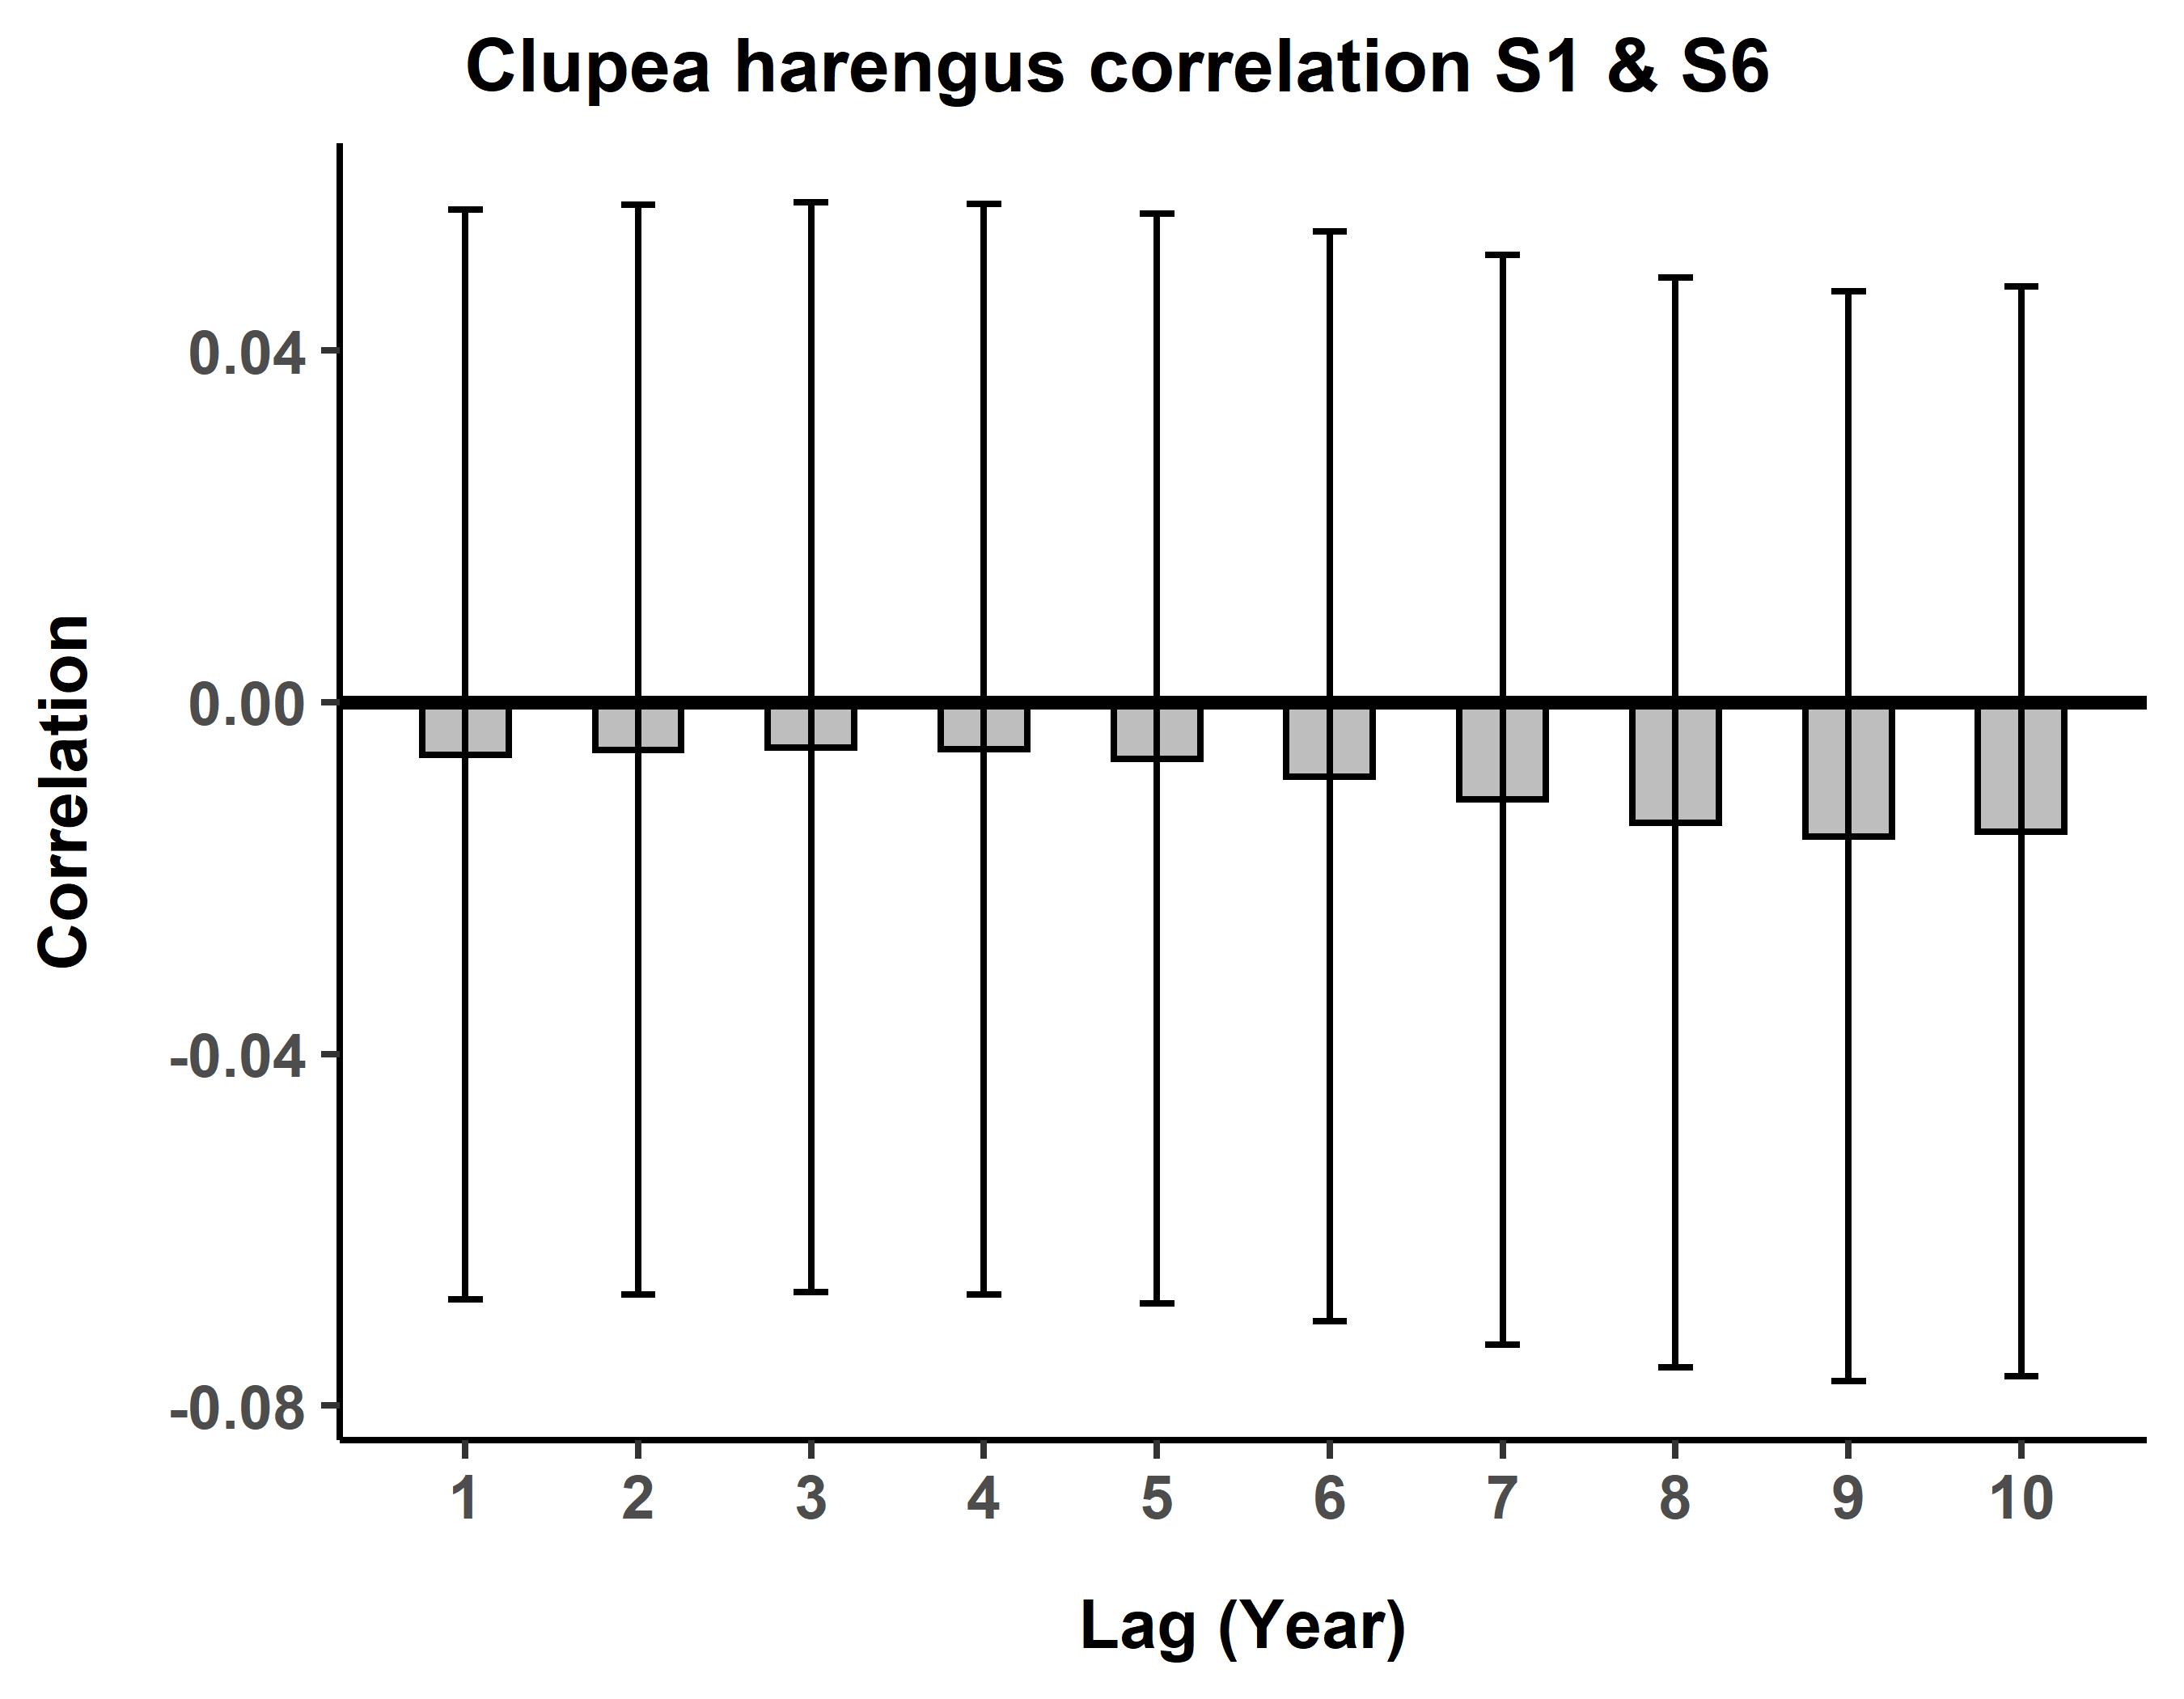 Clupea harengus correlation S1 & S6
Correlation
0.04
0.00
-0.04
-0.08
1 2 3 4 5 6 7 8 9 10
Lag (Year)